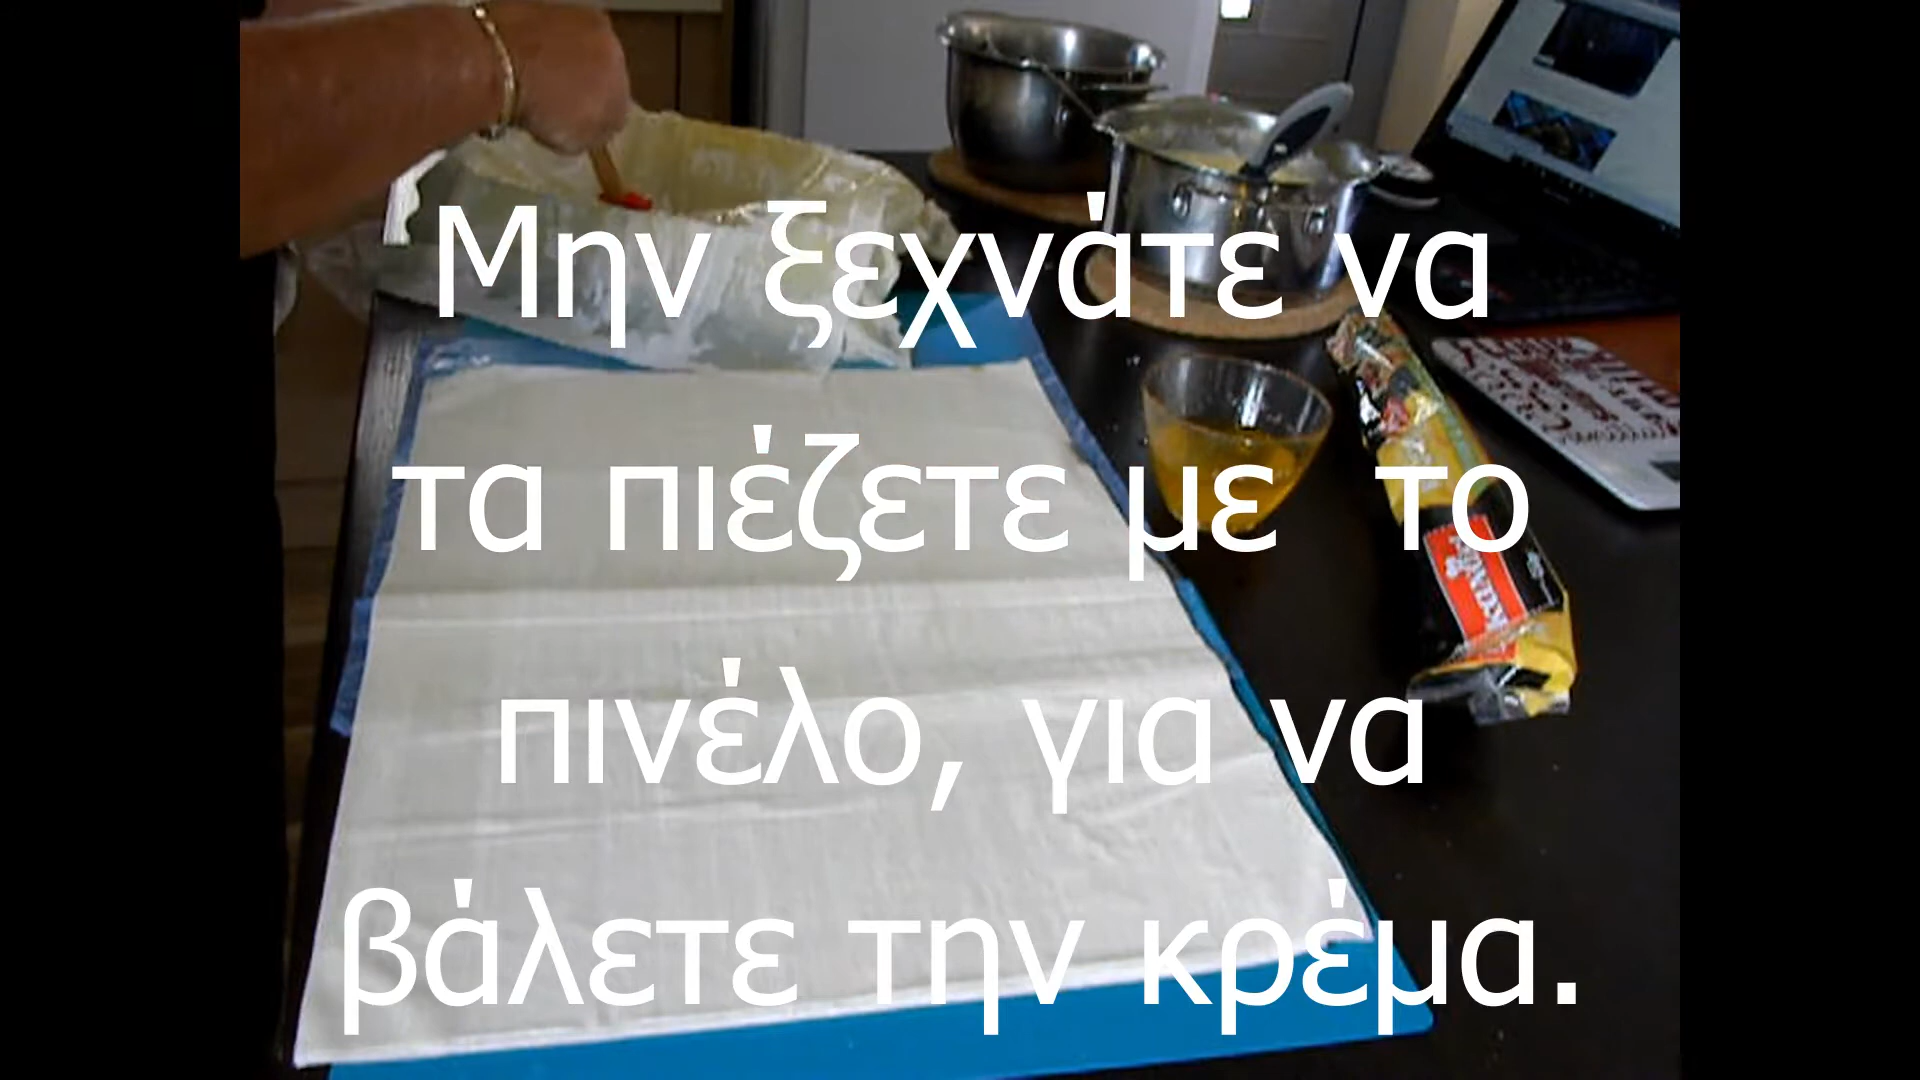 Μην ξεχνάτε να
τα πιέζετε με το
πινέλο, για να
βάλετε την κρέμα.